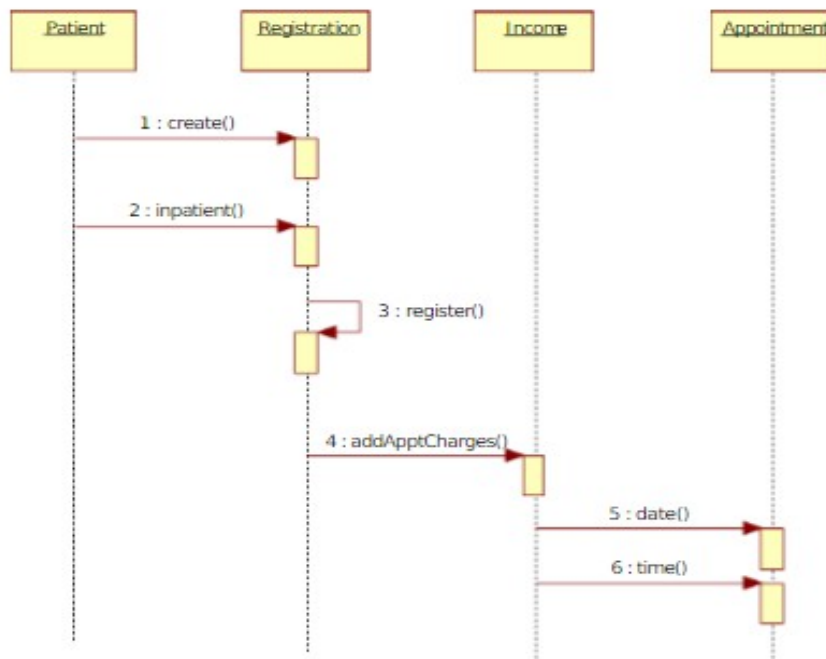 Patient
Registration
Income
Appointment
1 : create()
2 : inpatient()
3 : register()
4 : addApptCharges()
5 : date()
6 : time()